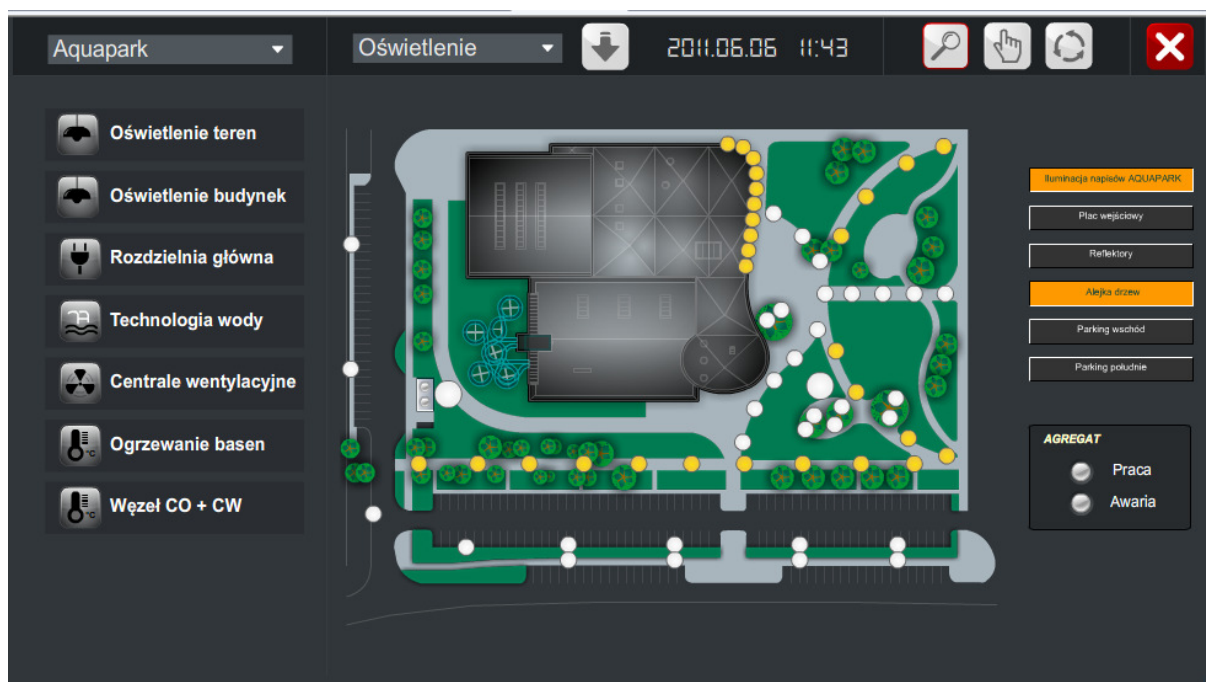 Aquapark
Oświetlenie
2011.06.06 11:43
Oświetlenie teren
Oświetlenie budynek
Rozdzielnia główna
Technologia wody
Centrale wentylacyjne
Ogrzewanie basen
Węzeł CO + CW
Iluminacja napisów AQUAPARK
Plac wejściowy
Reflektory
Alejka drzew
Parking wschód
Parking południe
AGREGAT
Praca
Awaria